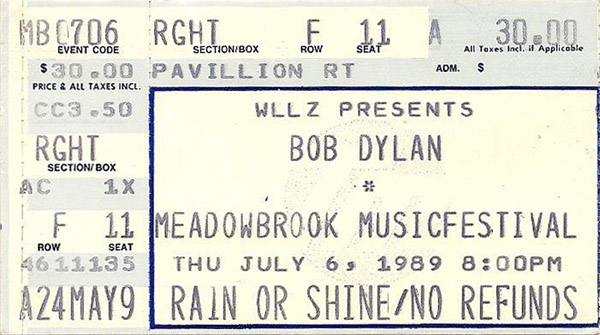 MB0706 RGHT F 11 A 30.00
EVENT CODE SECTION/BOX ROW SEAT All Taxes Incl. if Applicable
$30.00 PAVILLION RT ADM. $
PRICE & ALL TAXES INCL.
CC3.50
RGHT
SECTION/BOX
AC 1X
F 11
ROW SEAT
4611135
A24MAY9
WLLZ PRESENTS
BOB DYLAN
*
MEADOWBROOK MUSICFESTIVAL
THU JULY 6, 1989 8:00PM
RAIN OR SHINE/NO REFUNDS